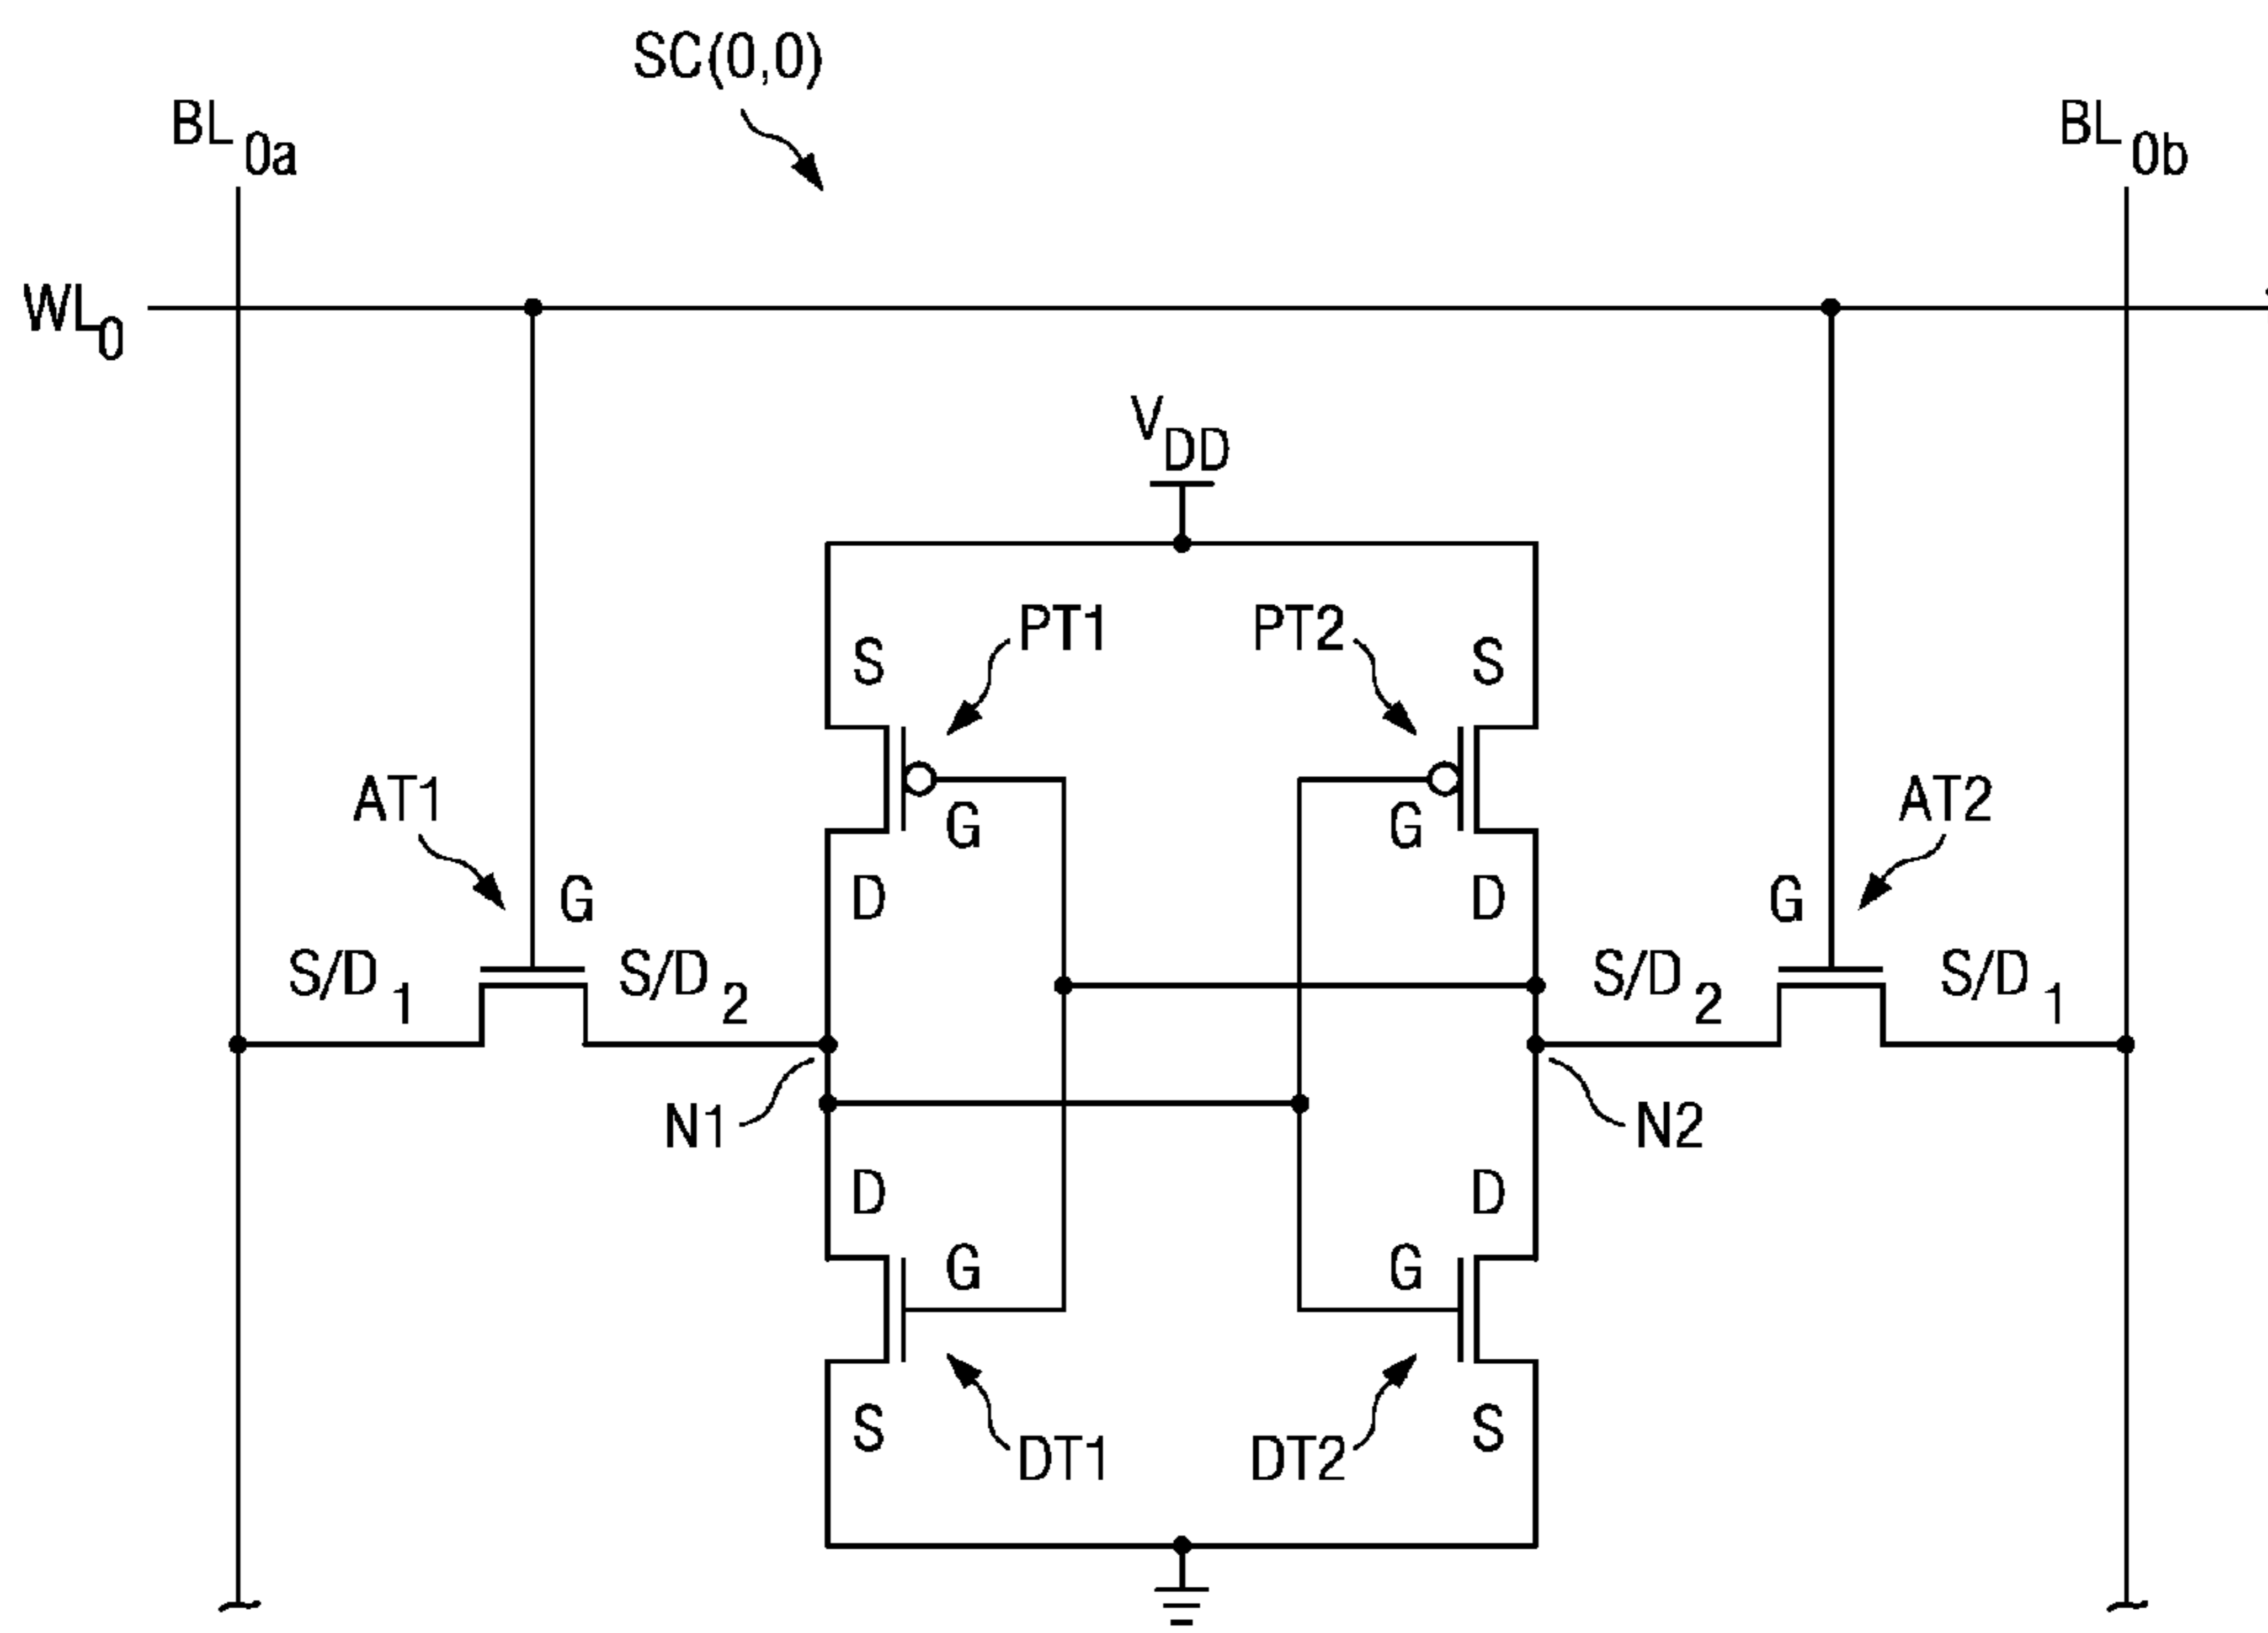 SC(0,0)
BL0a
BL0b
WL0
VDD
PT1
PT2
S
S
AT1
AT2
G
G
D
D
G
G
S/D1
S/D2
S/D2
S/D1
N1
N2
D
D
G
G
S
S
DT1
DT2